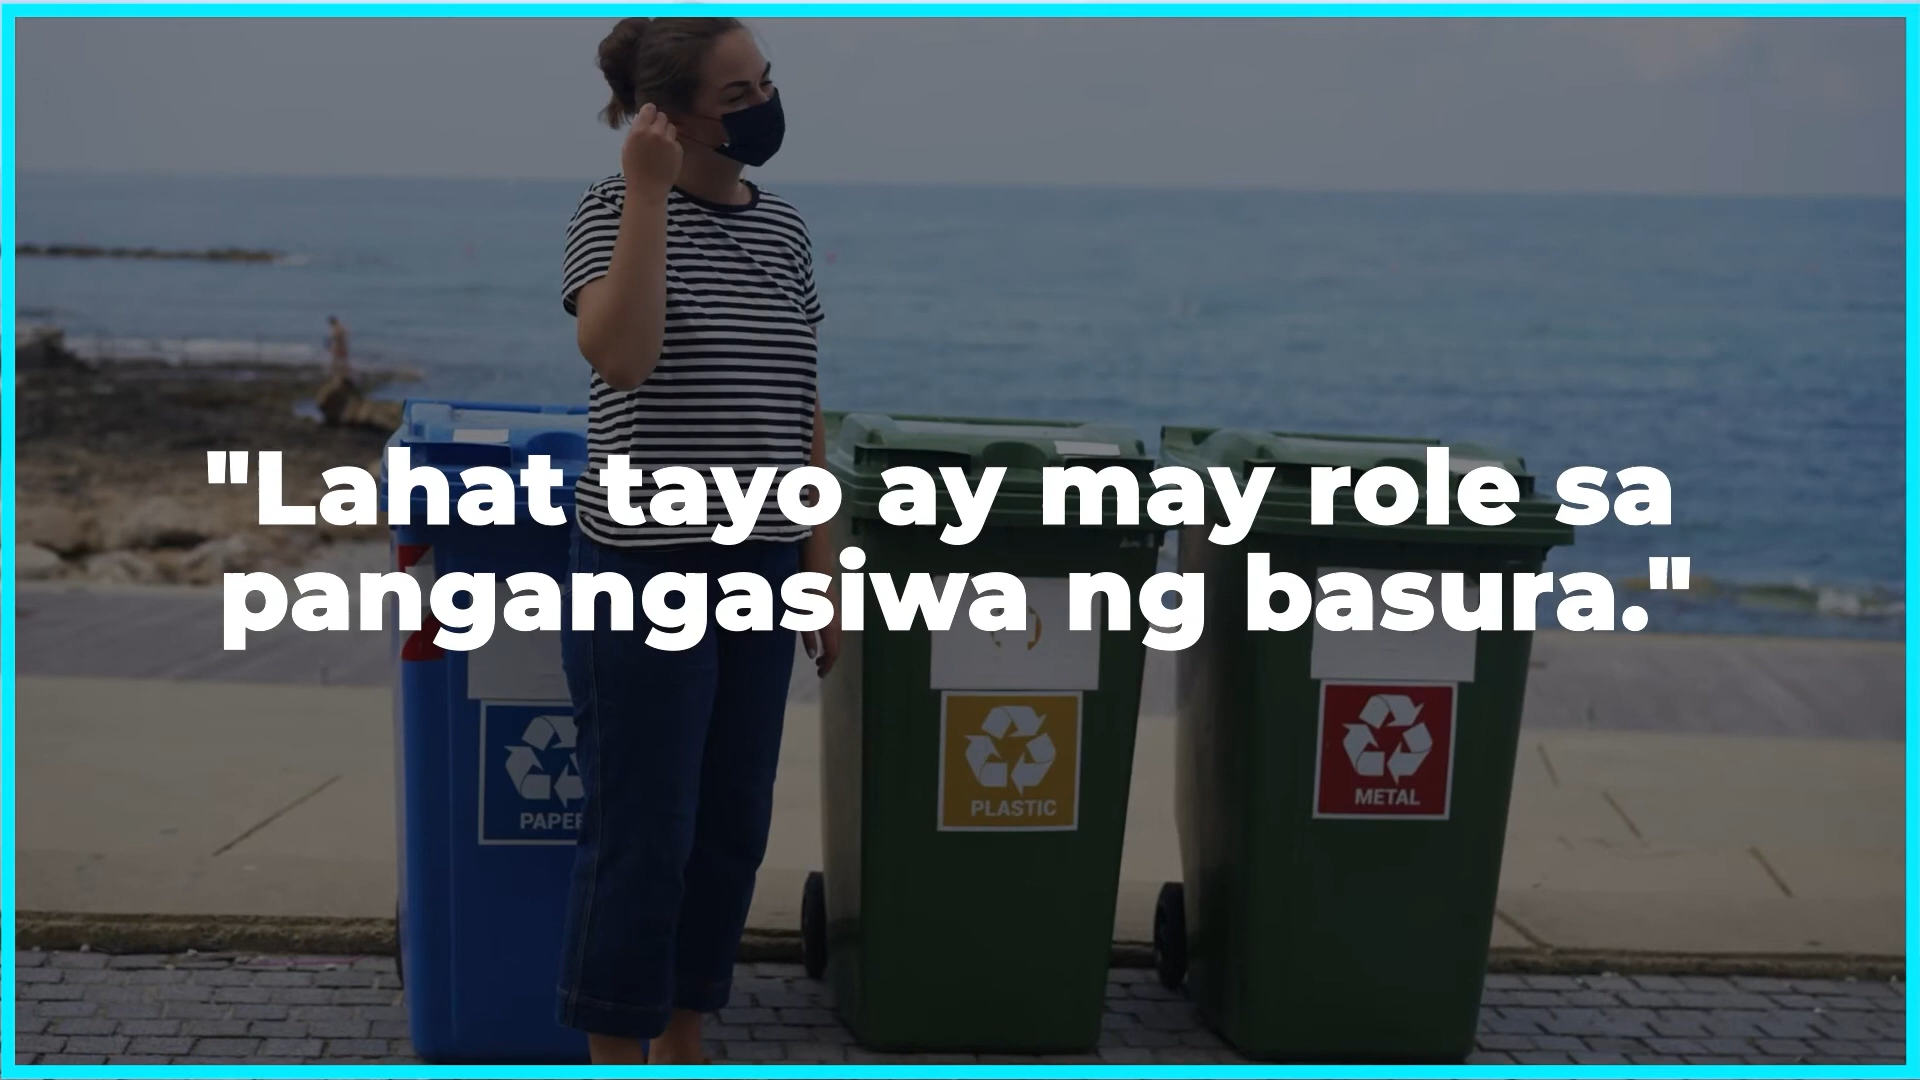 "Lahat tayo ay may role sa
pangangasiwa ng basura."
PAPER
PLASTIC
METAL